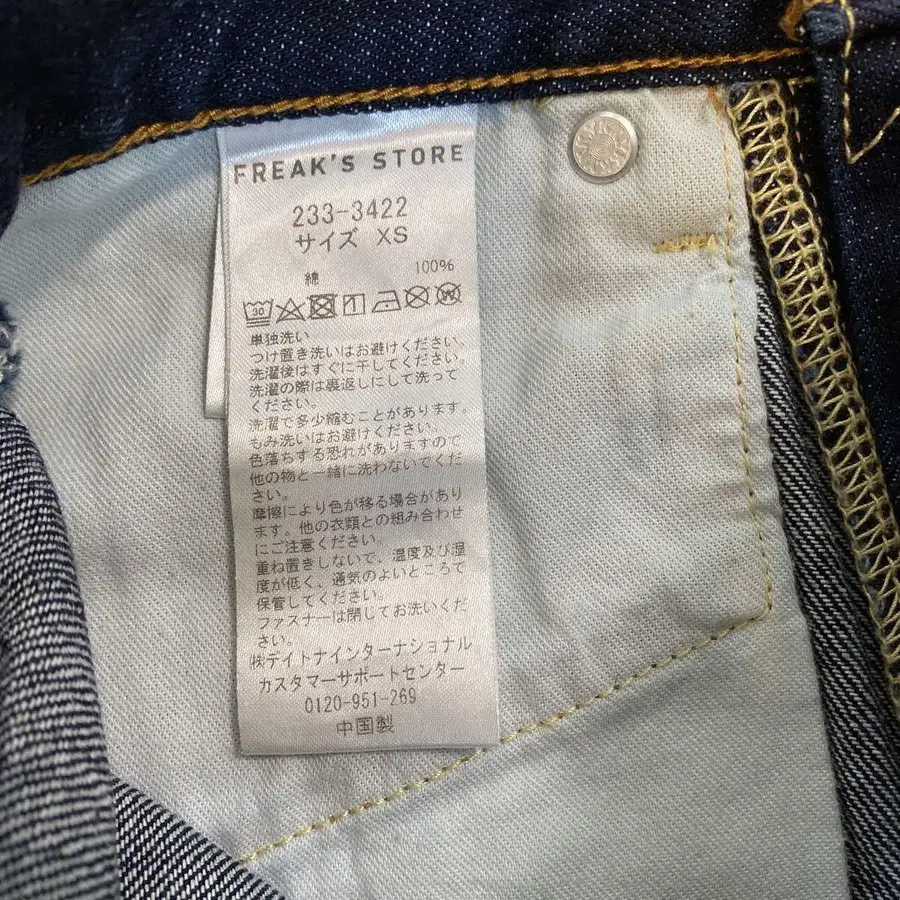 FREAK'S STORE
233-3422
サイズ XS
綿 100%
30
単独洗い
つけ置き洗いはお避けください。
洗濯後はすぐに干してください。
洗濯の際は裏返しにして洗って
ください。
洗濯で多少縮むことがあります。
もみ洗いはお避けください。
色落ちする恐れがありますので
他の物と一緒に洗わないでくだ
さい。
摩擦により色が移る場合があり
ます。他の衣類との組み合わせ
にご注意ください。
重ね置きしないで、温度及び湿
度が低く、通気のよいところで
保管してください。
ファスナーは閉じてお洗いくだ
さい。
㈱デイトナインターナショナル
カスタマーサポートセンター
0120-951-269
中国製